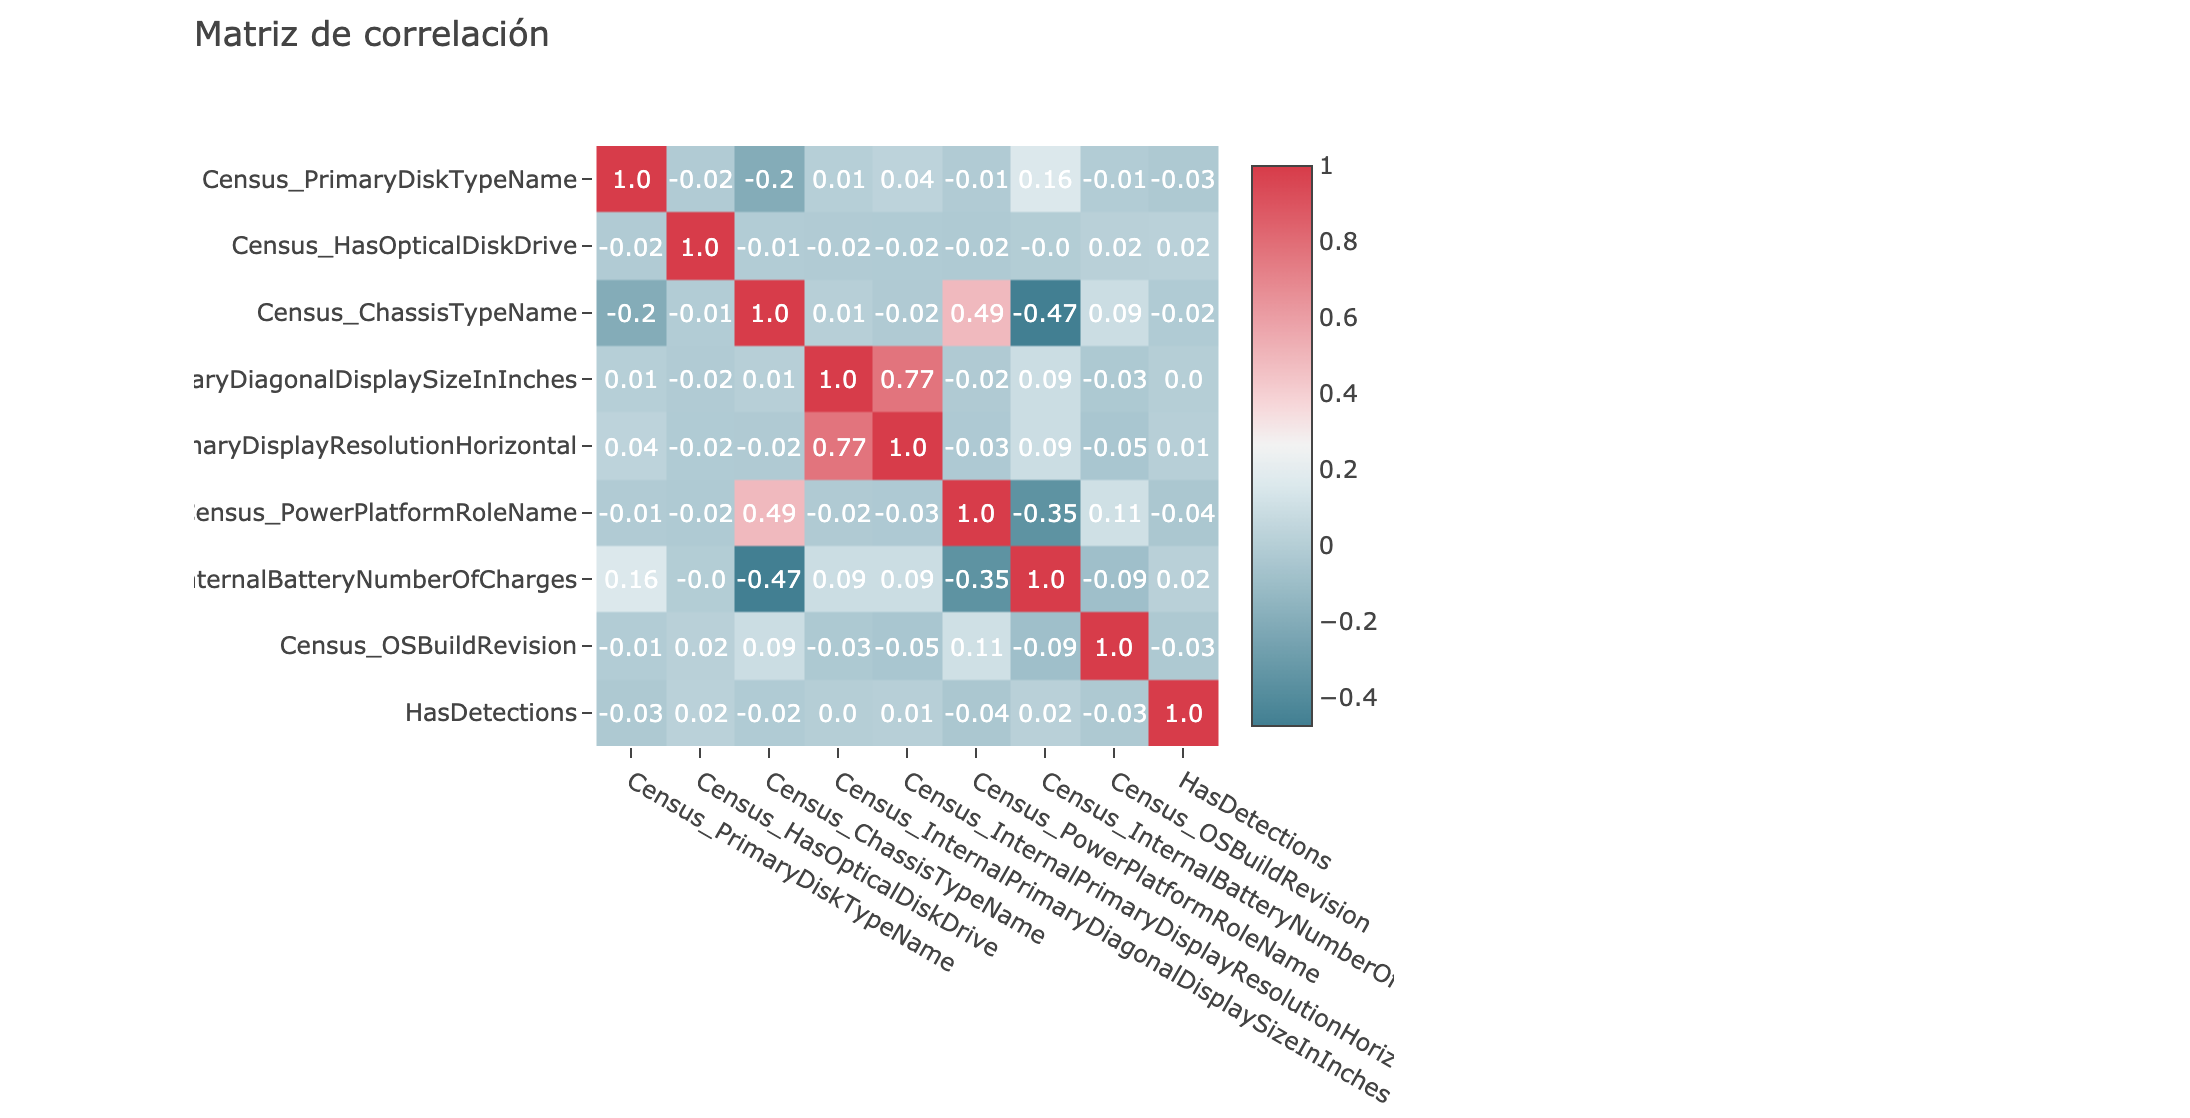 Matriz de correlación
Census_PrimaryDiskTypeName 1.0 -0.02 -0.2 0.01 0.04 -0.01 0.16 -0.01 -0.03
Census_HasOpticalDiskDrive -0.02 1.0 -0.01 -0.02 -0.02 -0.02 -0.0 0.02 0.02
Census_ChassisTypeName -0.2 -0.01 1.0 0.01 -0.02 0.49 -0.47 0.09 -0.02
aryDiagonalDisplaySizeInInches 0.01 -0.02 0.01 1.0 0.77 -0.02 0.09 -0.03 0.0
naryDisplayResolutionHorizontal 0.04 -0.02 -0.02 0.77 1.0 -0.03 0.09 -0.05 0.01
ensus_PowerPlatformRoleName -0.01 -0.02 0.49 -0.02 -0.03 1.0 -0.35 0.11 -0.04
nternalBatteryNumberOfCharges 0.16 -0.0 -0.47 0.09 0.09 -0.35 1.0 -0.09 0.02
Census_OSBuildRevision -0.01 0.02 0.09 -0.03 -0.05 0.11 -0.09 1.0 -0.03
HasDetections -0.03 0.02 -0.02 0.0 0.01 -0.04 0.02 -0.03 1.0
1
0.8
0.6
0.4
0.2
0
−0.2
−0.4
Census_PrimaryDiskTypeName
Census_HasOpticalDiskDrive
Census_ChassisTypeName
Census_InternalPrimaryDiagonalDisplaySizeInInches
Census_InternalPrimaryDisplayResolutionHoriz
Census_PowerPlatformRoleName
Census_InternalBatteryNumberOf
Census_OSBuildRevision
HasDetections